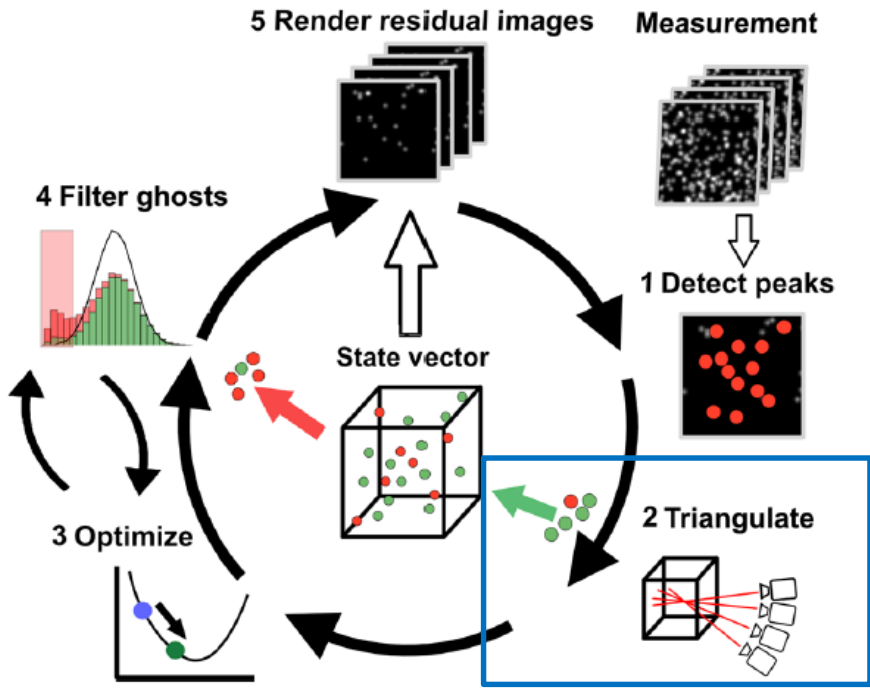 5 Render residual images
Measurement
4 Filter ghosts
1 Detect peaks
State vector
2 Triangulate
3 Optimize